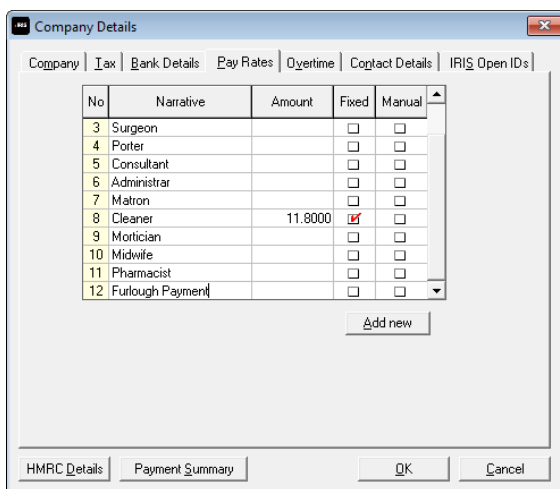 IRIS Company Details
Company Tax Bank Details Pay Rates Overtime Contact Details IRIS Open IDs
No Narrative Amount Fixed Manual
3 Surgeon
4 Porter
5 Consultant
6 Administrar
7 Matron
8 Cleaner 11.8000
9 Mortician
10 Midwife
11 Pharmacist
12 Furlough Payment
Add new
HMRC Details Payment Summary OK Cancel